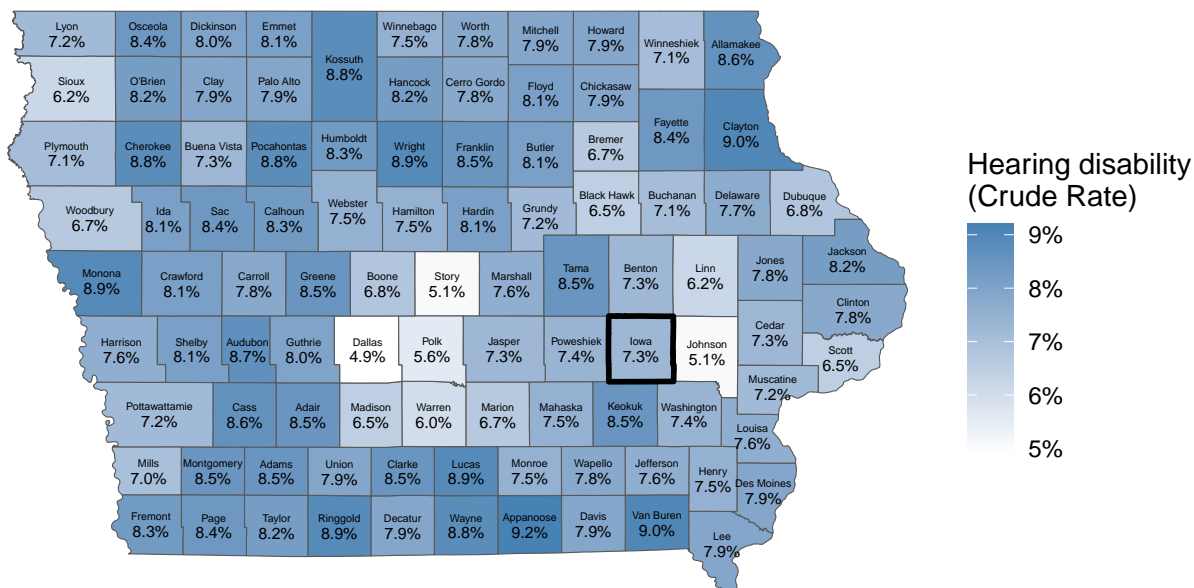 Lyon
7.2%
Osceola
8.4%
Dickinson
8.0%
Emmet
8.1%
Kossuth
8.8%
Winnebago
7.5%
Worth
7.8%
Mitchell
7.9%
Howard
7.9%
Winneshiek
7.1%
Allamakee
8.6%
Sioux
6.2%
O'Brien
8.2%
Clay
7.9%
Palo Alto
7.9%
Hancock
8.2%
Cerro Gordo
7.8%
Floyd
8.1%
Chickasaw
7.9%
Fayette
8.4%
Clayton
9.0%
Plymouth
7.1%
Cherokee
8.8%
Buena Vista
7.3%
Pocahontas
8.8%
Humboldt
8.3%
Wright
8.9%
Franklin
8.5%
Butler
8.1%
Bremer
6.7%
Woodbury
6.7%
Ida
8.1%
Sac
8.4%
Calhoun
8.3%
Webster
7.5%
Hamilton
7.5%
Hardin
8.1%
Grundy
7.2%
Black Hawk
6.5%
Buchanan
7.1%
Delaware
7.7%
Dubuque
6.8%
Monona
8.9%
Crawford
8.1%
Carroll
7.8%
Greene
8.5%
Boone
6.8%
Story
5.1%
Marshall
7.6%
Tama
8.5%
Benton
7.3%
Linn
6.2%
Jones
7.8%
Jackson
8.2%
Clinton
7.8%
Harrison
7.6%
Shelby
8.1%
Audubon
8.7%
Guthrie
8.0%
Dallas
4.9%
Polk
5.6%
Jasper
7.3%
Poweshiek
7.4%
Iowa
7.3%
Johnson
5.1%
Cedar
7.3%
Scott
6.5%
Muscatine
7.2%
Pottawattamie
7.2%
Cass
8.6%
Adair
8.5%
Madison
6.5%
Warren
6.0%
Marion
6.7%
Mahaska
7.5%
Keokuk
8.5%
Washington
7.4%
Louisa
7.6%
Mills
7.0%
Montgomery
8.5%
Adams
8.5%
Union
7.9%
Clarke
8.5%
Lucas
8.9%
Monroe
7.5%
Wapello
7.8%
Jefferson
7.6%
Henry
7.5%
Des Moines
7.9%
Fremont
8.3%
Page
8.4%
Taylor
8.2%
Ringgold
8.9%
Decatur
7.9%
Wayne
8.8%
Appanoose
9.2%
Davis
7.9%
Van Buren
9.0%
Lee
7.9%
Hearing disability
(Crude Rate)
9%
8%
7%
6%
5%